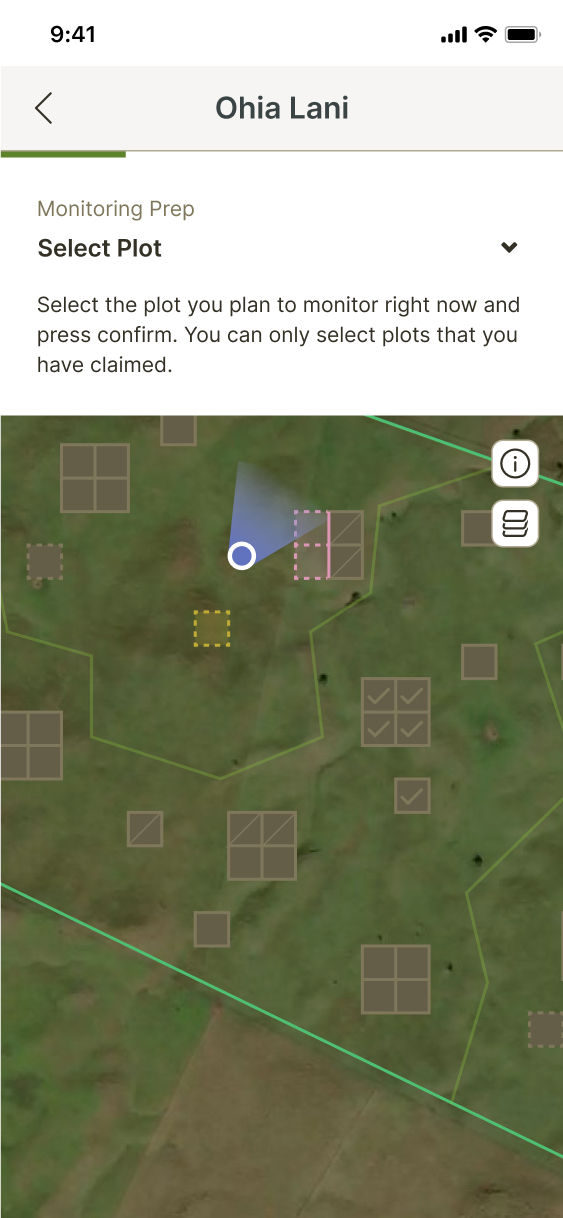 9:41
Ohia Lani
Monitoring Prep
Select Plot
Select the plot you plan to monitor right now and
press confirm. You can only select plots that you
have claimed.